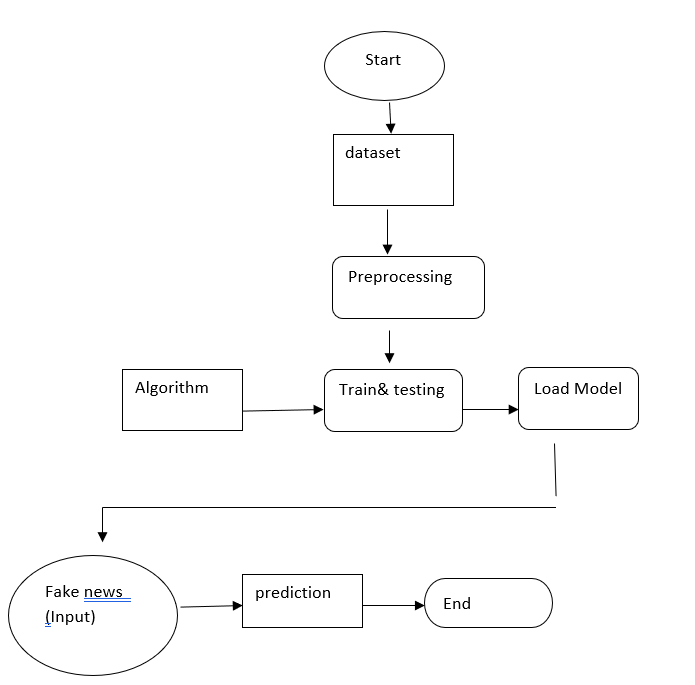 Start
dataset
Preprocessing
Algorithm
Train& testing
Load Model
Fake news
(Input)
prediction
End